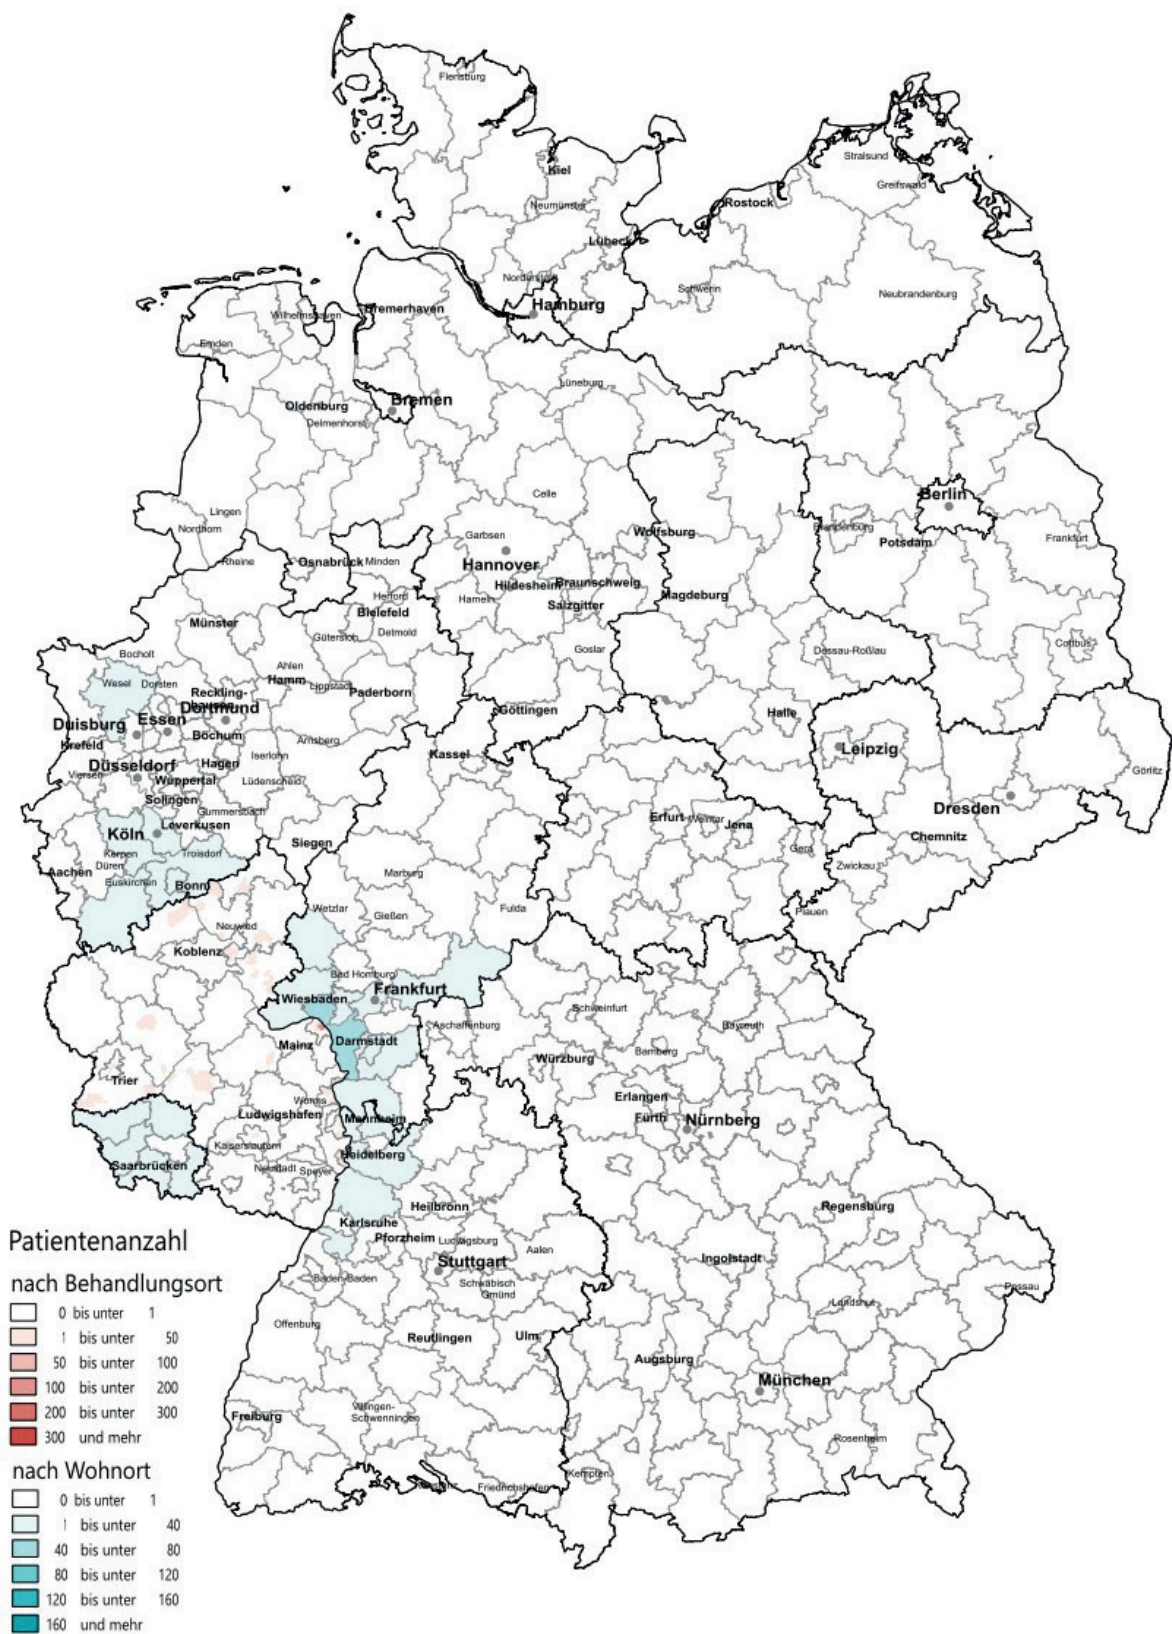 Flensburg
Stralsund
Kiel
Greifswald
Rostock
Neumünster
Lübeck
Norderstedt
Schwerin
Neubrandenburg
Hamburg
Bremerhaven
Wilhelmshaven
Emden
Lüneburg
Bremen
Oldenburg
Delmenhorst
Celle
Berlin
Lingen
Nordhorn
Garbsen
Wolfsburg
Brandenburg
Potsdam
Frankfurt
Rheine
Osnabrück
Minden
Hannover
Hildesheim
Braunschweig
Herford
Hameln
Salzgitter
Magdeburg
Bielefeld
Münster
Detmold
Gütersloh
Goslar
Cottbus
Dessau-Roßlau
Bocholt
Ahlen
Hamm
Lippstadt
Paderborn
Wesel
Dorsten
Reckling-
hausen
Dortmund
Göttingen
Halle
Duisburg
Essen
Bochum
Krefeld
Arnsberg
Kassel
Leipzig
Iserlohn
Hagen
Düsseldorf
Viersen
Wuppertal
Lüdenscheid
Görlitz
Solingen
Gummersbach
Dresden
Erfurt
Weimar
Jena
Leverkusen
Köln
Chemnitz
Siegen
Gera
Kerpen
Troisdorf
Düren
Zwickau
Aachen
Marburg
Euskirchen
Bonn
Wetzlar
Gießen
Fulda
Plauen
Neuwied
Koblenz
Bad Homburg
Frankfurt
Wiesbaden
Schweinfurt
Aschaffenburg
Bayreuth
Mainz
Darmstadt
Bamberg
Würzburg
Trier
Worms
Erlangen
Ludwigshafen
Mannheim
Fürth
Nürnberg
Kaiserslautern
Heidelberg
Saarbrücken
Neustadt
Speyer
Heilbronn
Regensburg
Karlsruhe
Pforzheim
Ludwigsburg
Aalen
Stuttgart
Ingolstadt
Baden-Baden
Schwäbisch
Gmünd
Passau
Landshut
Offenburg
Reutlingen
Ulm
Augsburg
München
Villingen-
Schwenningen
Freiburg
Rosenheim
Kempten
Friedrichshafen
Patientenanzahl
nach Behandlungsort
0 bis unter 1
1 bis unter 50
50 bis unter 100
100 bis unter 200
200 bis unter 300
300 und mehr
nach Wohnort
0 bis unter 1
1 bis unter 40
40 bis unter 80
80 bis unter 120
120 bis unter 160
160 und mehr